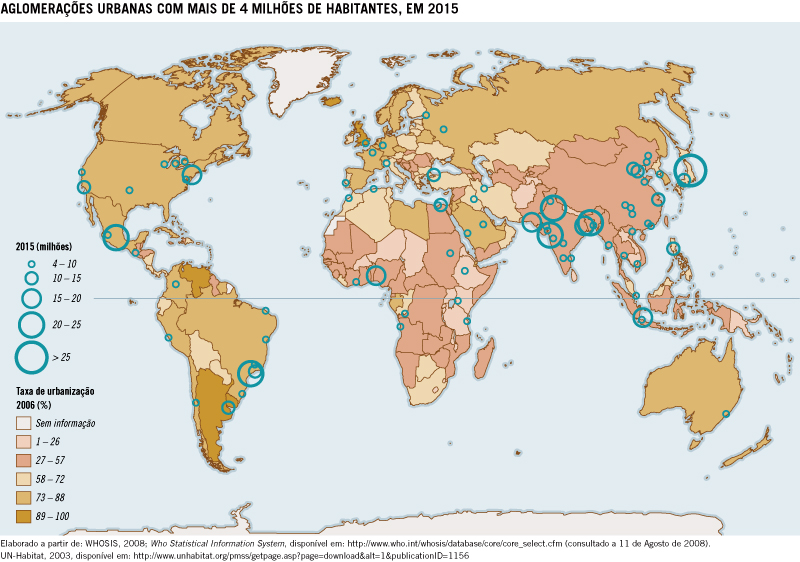 AGLOMERAÇÕES URBANAS COM MAIS DE 4 MILHÕES DE HABITANTES, EM 2015
2015 (milhões)
4 – 10
10 – 15
15 – 20
20 – 25
> 25
Taxa de urbanização
2006 (%)
Sem informação
1 – 26
27 – 57
58 – 72
73 – 88
89 – 100
Elaborado a partir de: WHOSIS, 2008; Who Statistical Information System, disponível em: http://www.who.int/whosis/database/core/core_select.cfm (consultado a 11 de Agosto de 2008).
UN-Habitat, 2003, disponível em: http://www.unhabitat.org/pmss/getpage.asp?page=download&alt=1&publicationID=1156